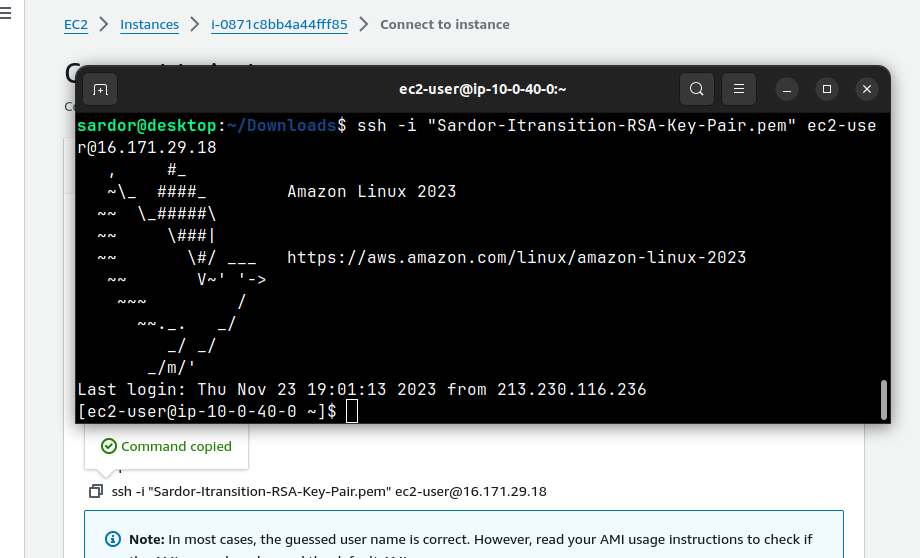 EC2 > Instances > i-0871c8bb4a44fff85 > Connect to instance
ec2-user@ip-10-0-40-0:~
sardor@desktop:~/Downloads$ ssh -i "Sardor-Itransition-RSA-Key-Pair.pem" ec2-use
r@16.171.29.18
   ,     #_
   ~\_  ####_        Amazon Linux 2023
  ~~  \_#####\
  ~~     \###|
  ~~       \#/ ___   https://aws.amazon.com/linux/amazon-linux-2023
   ~~       V~' '->
    ~~~         /
      ~~._.   _/
         _/ _/
       _/m/'
Last login: Thu Nov 23 19:01:13 2023 from 213.230.116.236
[ec2-user@ip-10-0-40-0 ~]$
Command copied
ssh -i "Sardor-Itransition-RSA-Key-Pair.pem" ec2-user@16.171.29.18
Note: In most cases, the guessed user name is correct. However, read your AMI usage instructions to check if